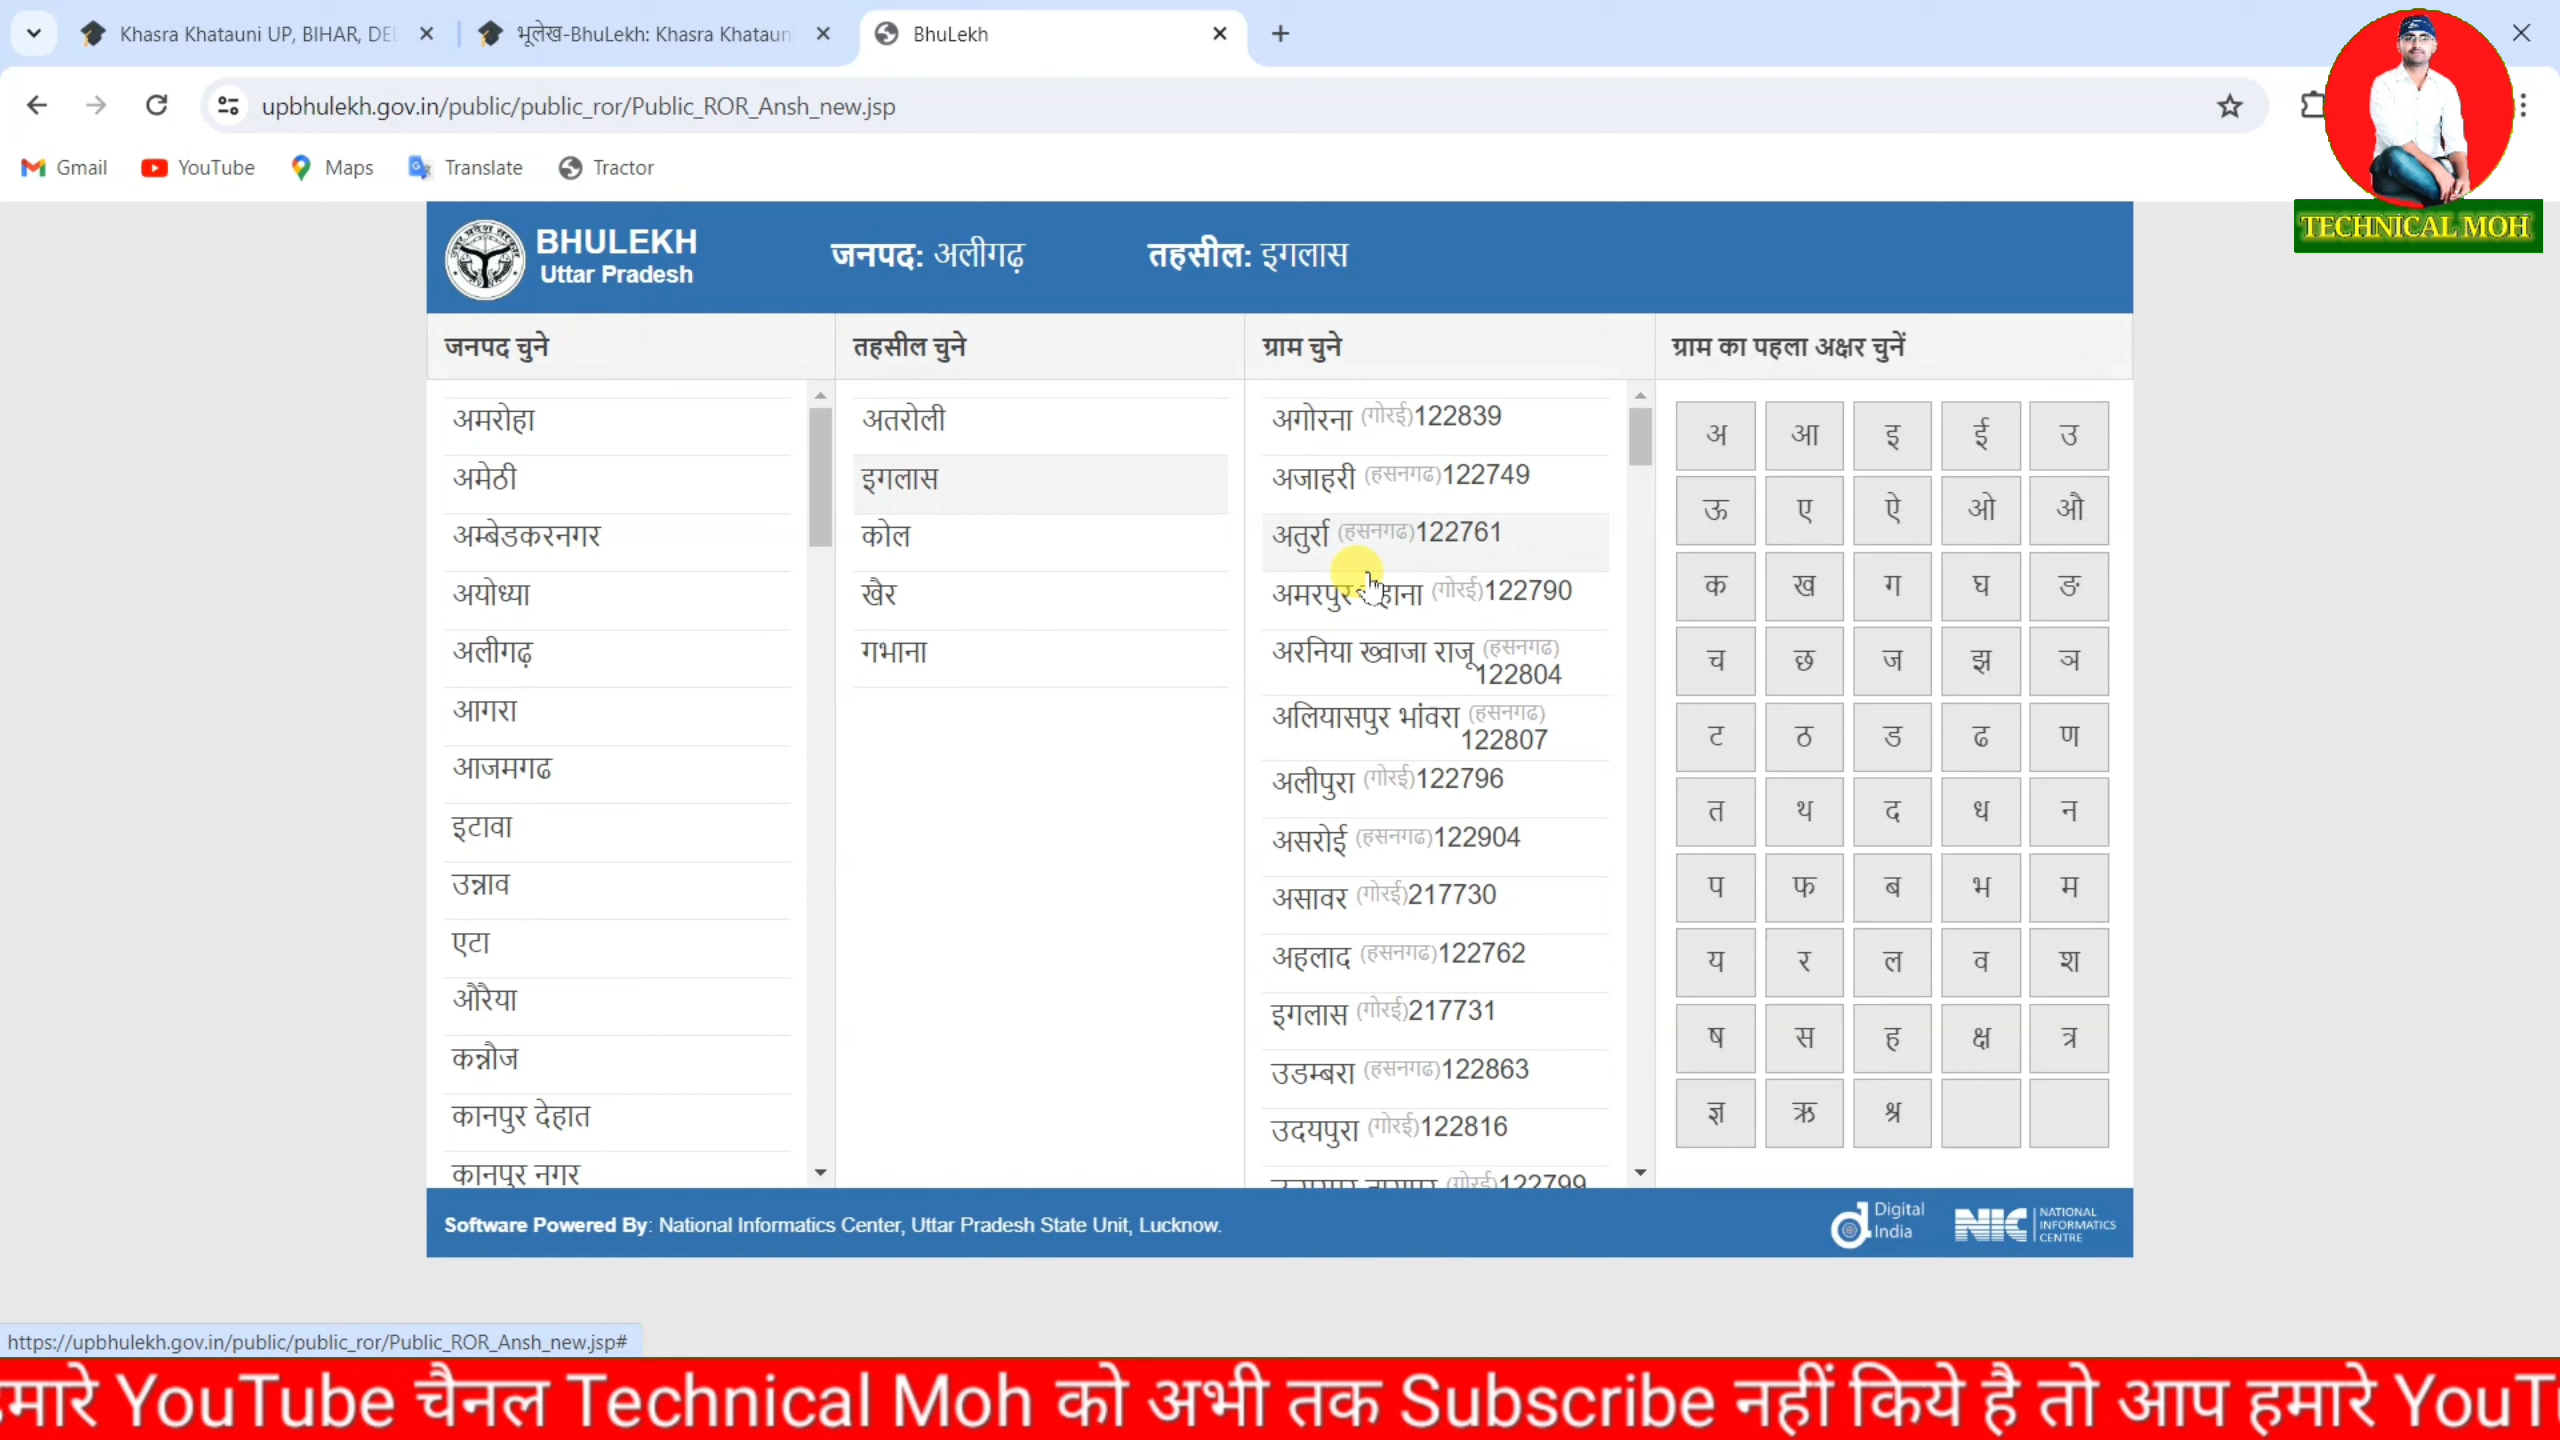 Khasra Khatauni UP, BIHAR, DEL
भूलेख-BhuLekh: Khasra Khataun
BhuLekh
upbhulekh.gov.in/public/public_ror/Public_ROR_Ansh_new.jsp
Gmail
YouTube
Maps
Translate
Tractor
TECHNICAL MOH
BHULEKH
Uttar Pradesh
जनपद: अलीगढ़
तहसील: इगलास
जनपद चुने
तहसील चुने
ग्राम चुने
ग्राम का पहला अक्षर चुनें
अमरोहा
अमेठी
अम्बेडकरनगर
अयोध्या
अलीगढ़
आगरा
आजमगढ
इटावा
उन्नाव
एटा
औरैया
कन्नौज
कानपुर देहात
कानपुर नगर
अतरोली
इगलास
कोल
खैर
गभाना
अगोरना (गोरई)122839
अजाहरी (हसनगढ)122749
अतुर्रा (हसनगढ)122761
अमरपुर (गोरई)122790
अरनिया ख्वाजा राजू (हसनगढ)
122804
अलियासपुर भांवरा (हसनगढ)
122807
अलीपुरा (गोरई)122796
असरोई (हसनगढ)122904
असावर (गोरई)217730
अहलाद (हसनगढ)122762
इगलास (गोरई)217731
उडम्बरा (हसनगढ)122863
उदयपुरा (गोरई)122816
(गोरई)122799
अ आ इ ई उ
ऊ ए ऐ ओ औ
क ख ग घ ङ
च छ ज झ ञ
ट ठ ड ढ ण
त थ द ध न
प फ ब भ म
य र ल व श
ष स ह क्ष त्र
ज्ञ ऋ श्र
Software Powered By: National Informatics Center, Uttar Pradesh State Unit, Lucknow.
Digital
India
NIC
NATIONAL
INFORMATICS
CENTRE
https://upbhulekh.gov.in/public/public_ror/Public_ROR_Ansh_new.jsp#
हमारे YouTube चैनल Technical Moh को अभी तक Subscribe नहीं किये है तो आप हमारे YouT